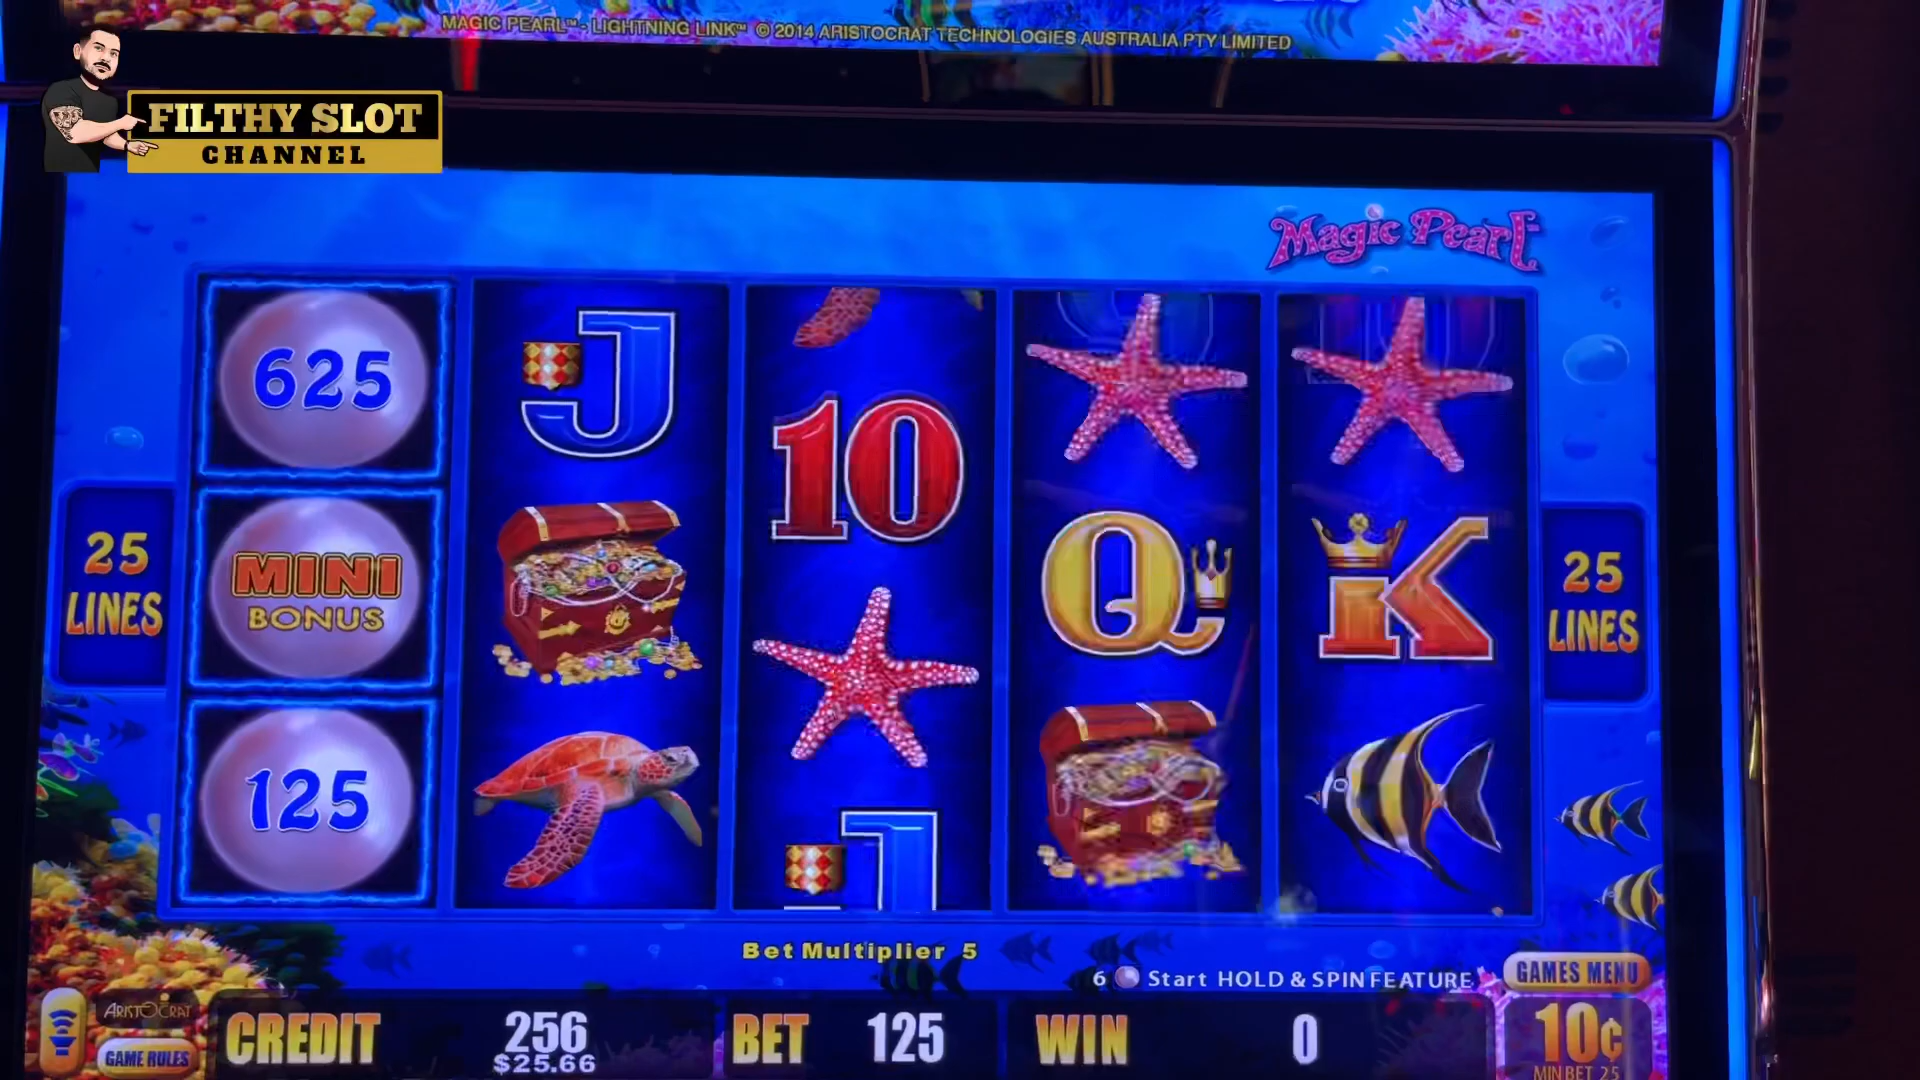 MAGIC PEARL™ - LIGHTNING LINK™ © 2014 ARISTOCRAT TECHNOLOGIES AUSTRALIA PTY LIMITED
FILTHY SLOT
CHANNEL
Magic Pearl
625
J
10
25
LINES
MINI
BONUS
Q
K
25
LINES
125
J
Bet Multiplier 5
6 Start HOLD & SPIN FEATURE
GAMES MENU
ARISTOCRAT
GAME RULES
CREDIT
256
$25.66
BET
125
WIN
0
10¢
MIN BET 25